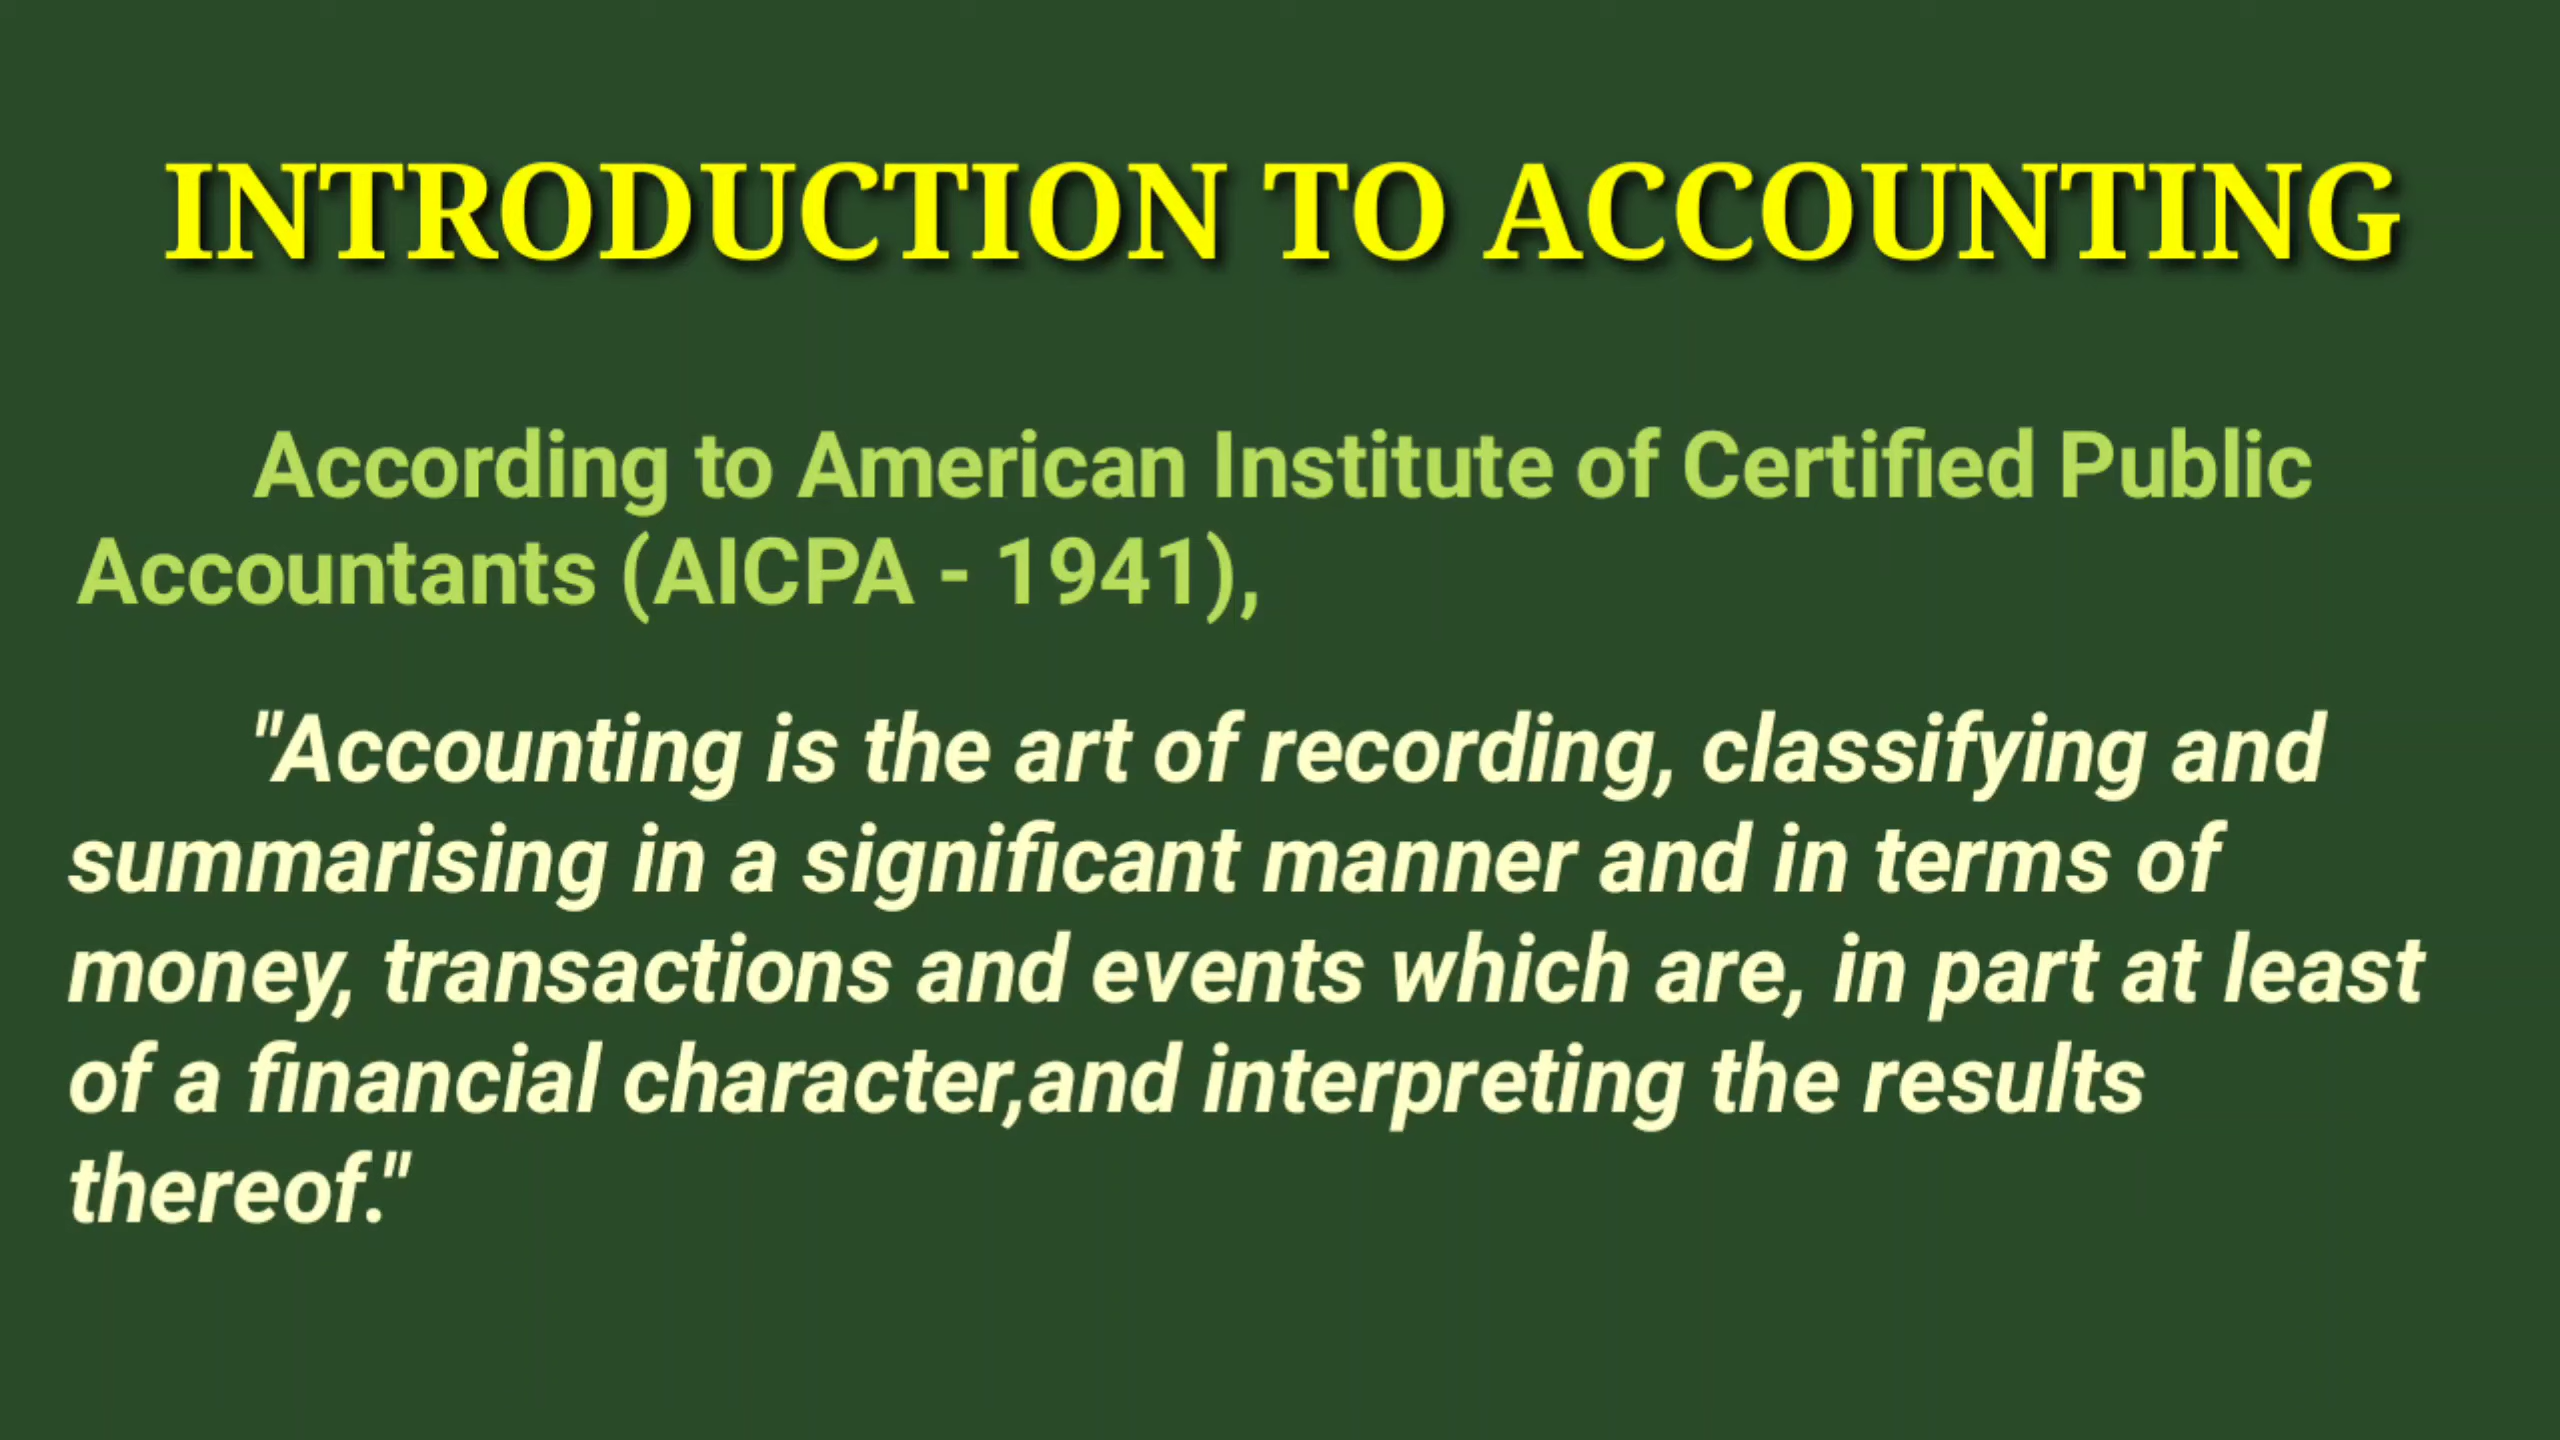 INTRODUCTION TO ACCOUNTING
According to American Institute of Certified Public
Accountants (AICPA - 1941),
"Accounting is the art of recording, classifying and
summarising in a significant manner and in terms of
money, transactions and events which are, in part at least
of a financial character,and interpreting the results
thereof."